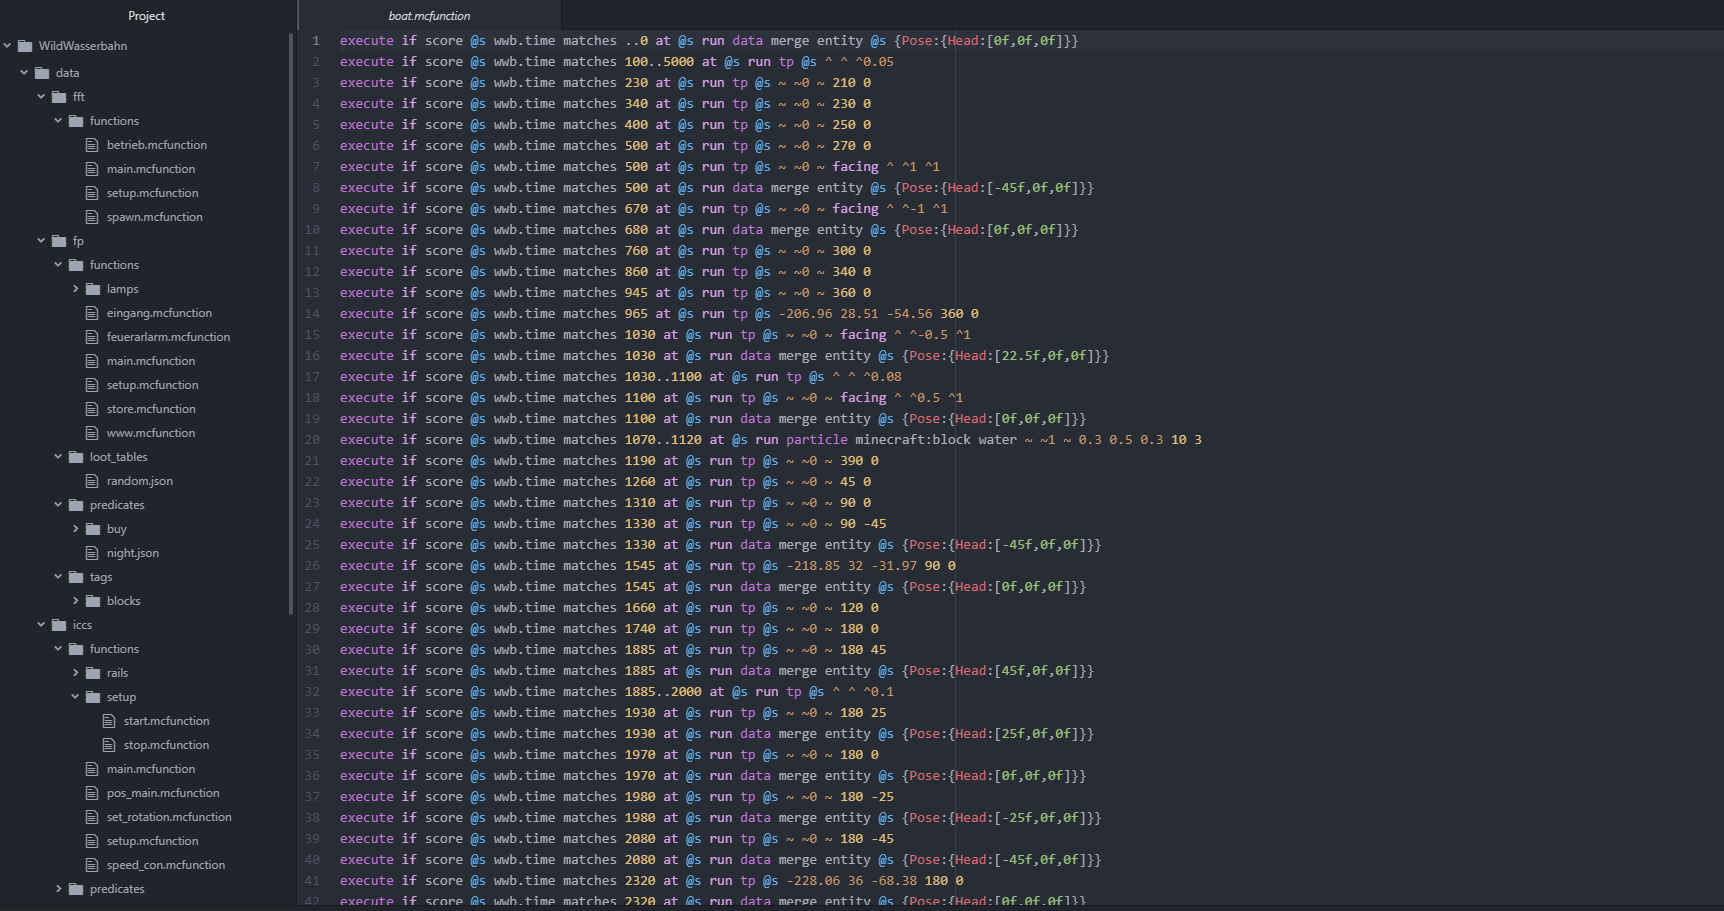 Project
WildWasserbahn
data
fft
functions
betrieb.mcfunction
main.mcfunction
setup.mcfunction
spawn.mcfunction
fp
functions
lamps
eingang.mcfunction
feuerarlarm.mcfunction
main.mcfunction
setup.mcfunction
store.mcfunction
www.mcfunction
loot_tables
random.json
predicates
buy
night.json
tags
blocks
iccs
functions
rails
setup
start.mcfunction
stop.mcfunction
main.mcfunction
pos_main.mcfunction
set_rotation.mcfunction
setup.mcfunction
speed_con.mcfunction
predicates
boat.mcfunction
1 execute if score @s wwb.time matches ..0 at @s run data merge entity @s {Pose:{Head:[0f,0f,0f]}}
2 execute if score @s wwb.time matches 100..5000 at @s run tp @s ^ ^ ^0.05
3 execute if score @s wwb.time matches 230 at @s run tp @s ~ ~0 ~ 210 0
4 execute if score @s wwb.time matches 340 at @s run tp @s ~ ~0 ~ 230 0
5 execute if score @s wwb.time matches 400 at @s run tp @s ~ ~0 ~ 250 0
6 execute if score @s wwb.time matches 500 at @s run tp @s ~ ~0 ~ 270 0
7 execute if score @s wwb.time matches 500 at @s run tp @s ~ ~0 ~ facing ^ ^1 ^1
8 execute if score @s wwb.time matches 500 at @s run data merge entity @s {Pose:{Head:[-45f,0f,0f]}}
9 execute if score @s wwb.time matches 670 at @s run tp @s ~ ~0 ~ facing ^ ^-1 ^1
10 execute if score @s wwb.time matches 680 at @s run data merge entity @s {Pose:{Head:[0f,0f,0f]}}
11 execute if score @s wwb.time matches 760 at @s run tp @s ~ ~0 ~ 300 0
12 execute if score @s wwb.time matches 860 at @s run tp @s ~ ~0 ~ 340 0
13 execute if score @s wwb.time matches 945 at @s run tp @s ~ ~0 ~ 360 0
14 execute if score @s wwb.time matches 965 at @s run tp @s -206.96 28.51 -54.56 360 0
15 execute if score @s wwb.time matches 1030 at @s run tp @s ~ ~0 ~ facing ^ ^-0.5 ^1
16 execute if score @s wwb.time matches 1030 at @s run data merge entity @s {Pose:{Head:[22.5f,0f,0f]}}
17 execute if score @s wwb.time matches 1030..1100 at @s run tp @s ^ ^ ^0.08
18 execute if score @s wwb.time matches 1100 at @s run tp @s ~ ~0 ~ facing ^ ^0.5 ^1
19 execute if score @s wwb.time matches 1100 at @s run data merge entity @s {Pose:{Head:[0f,0f,0f]}}
20 execute if score @s wwb.time matches 1070..1120 at @s run particle minecraft:block water ~ ~1 ~ 0.3 0.5 0.3 10 3
21 execute if score @s wwb.time matches 1190 at @s run tp @s ~ ~0 ~ 390 0
22 execute if score @s wwb.time matches 1260 at @s run tp @s ~ ~0 ~ 45 0
23 execute if score @s wwb.time matches 1310 at @s run tp @s ~ ~0 ~ 90 0
24 execute if score @s wwb.time matches 1330 at @s run tp @s ~ ~0 ~ 90 -45
25 execute if score @s wwb.time matches 1330 at @s run data merge entity @s {Pose:{Head:[-45f,0f,0f]}}
26 execute if score @s wwb.time matches 1545 at @s run tp @s -218.85 32 -31.97 90 0
27 execute if score @s wwb.time matches 1545 at @s run data merge entity @s {Pose:{Head:[0f,0f,0f]}}
28 execute if score @s wwb.time matches 1660 at @s run tp @s ~ ~0 ~ 120 0
29 execute if score @s wwb.time matches 1740 at @s run tp @s ~ ~0 ~ 180 0
30 execute if score @s wwb.time matches 1885 at @s run tp @s ~ ~0 ~ 180 45
31 execute if score @s wwb.time matches 1885 at @s run data merge entity @s {Pose:{Head:[45f,0f,0f]}}
32 execute if score @s wwb.time matches 1885..2000 at @s run tp @s ^ ^ ^0.1
33 execute if score @s wwb.time matches 1930 at @s run tp @s ~ ~0 ~ 180 25
34 execute if score @s wwb.time matches 1930 at @s run data merge entity @s {Pose:{Head:[25f,0f,0f]}}
35 execute if score @s wwb.time matches 1970 at @s run tp @s ~ ~0 ~ 180 0
36 execute if score @s wwb.time matches 1970 at @s run data merge entity @s {Pose:{Head:[0f,0f,0f]}}
37 execute if score @s wwb.time matches 1980 at @s run tp @s ~ ~0 ~ 180 -25
38 execute if score @s wwb.time matches 1980 at @s run data merge entity @s {Pose:{Head:[-25f,0f,0f]}}
39 execute if score @s wwb.time matches 2080 at @s run tp @s ~ ~0 ~ 180 -45
40 execute if score @s wwb.time matches 2080 at @s run data merge entity @s {Pose:{Head:[-45f,0f,0f]}}
41 execute if score @s wwb.time matches 2320 at @s run tp @s -228.06 36 -68.38 180 0
42 execute if score @s wwb.time matches 2320 at @s run data merge entity @s {Pose:{Head:[0f,0f,0f]}}